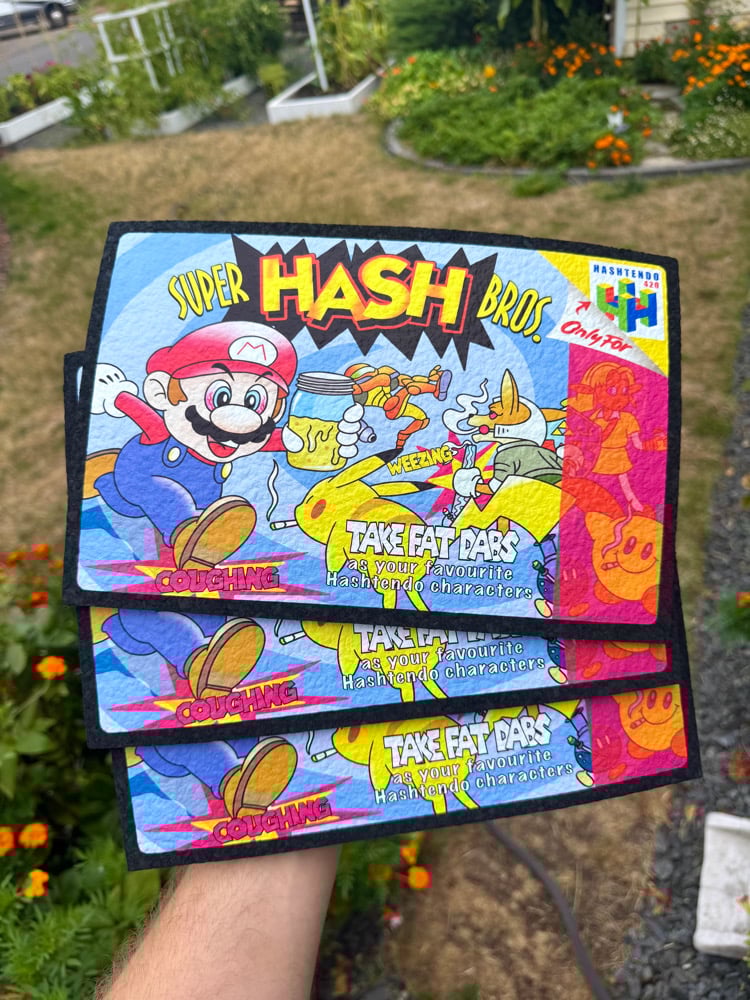 SUPER HASH BROS.
HASHTENDO
420
Only For
M
WEEZING
TAKE FAT DABS
as your favourite
Hashtendo characters
COUGHING
TAKE FAT DABS
as your favourite
Hashtendo characters
COUGHING
TAKE FAT DABS
as your favourite
Hashtendo characters
COUGHING